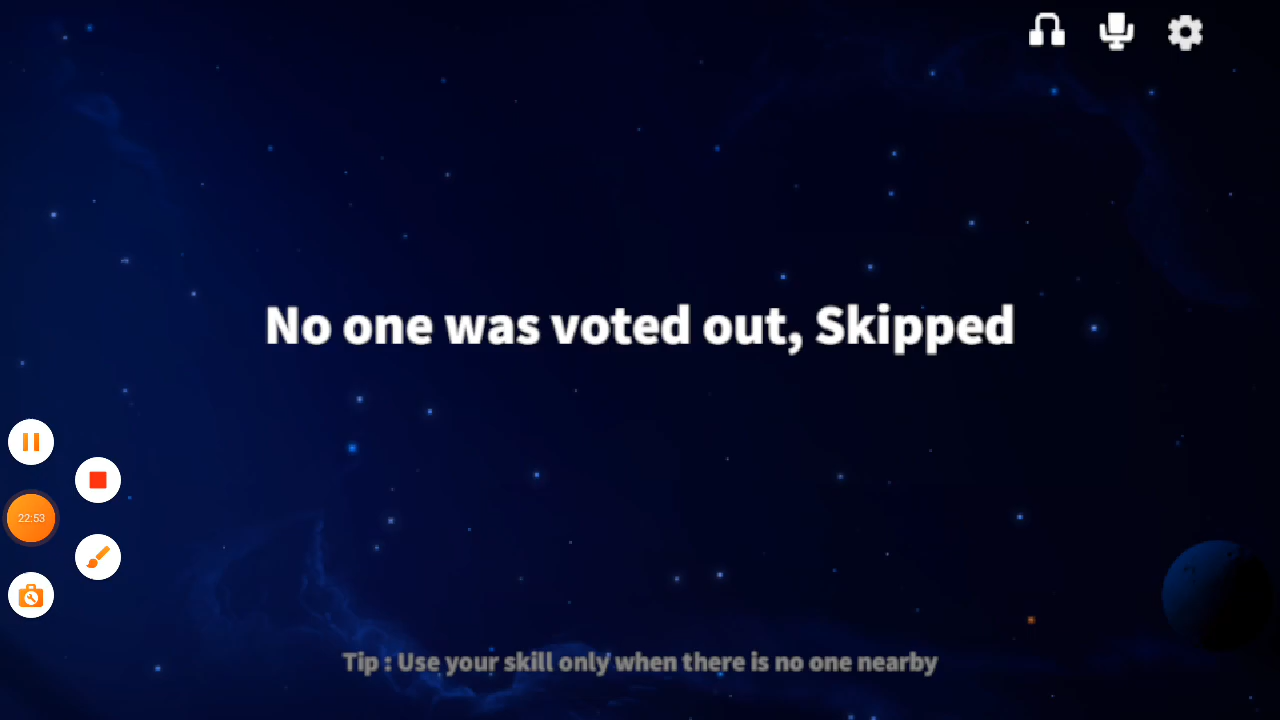 No one was voted out, Skipped
22:53
Tip : Use your skill only when there is no one nearby